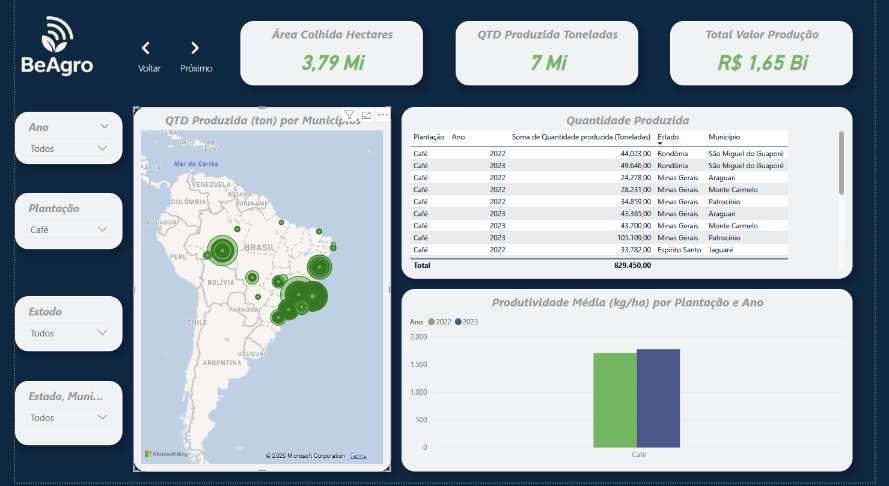 BeAgro
Voltar
Próximo
Área Colhida Hectares
3,79 Mi
QTD Produzida Toneladas
7 Mi
Total Valor Produção
R$ 1,65 Bi
Ano
Todos
Plantação
Café
Estado
Todos
Estado, Muni...
Todos
QTD Produzida (ton) por Municípios
CUBA
HAITI
Mar do Caribe
VENEZUELA
GUIANA
SURINAME
COLÔMBIA
EQUADOR
BRASIL
PERU
BOLÍVIA
PARAGUAI
CHILE
URUGUAI
ARGENTINA
Microsoft Bing
© 2025 Microsoft Corporation Terms
Quantidade Produzida
Plantação Ano Soma de Quantidade produzida (Toneladas) Estado Município
Café 2022 44.023,00 Rondônia São Miguel do Guaporé
Café 2023 49.646,00 Rondônia São Miguel do Guaporé
Café 2022 24.278,00 Minas Gerais Araguari
Café 2022 28.231,00 Minas Gerais Monte Carmelo
Café 2022 34.859,00 Minas Gerais Patrocínio
Café 2023 43.365,00 Minas Gerais Araguari
Café 2023 43.700,00 Minas Gerais Monte Carmelo
Café 2023 105.109,00 Minas Gerais Patrocínio
Café 2022 33.782,00 Espírito Santo Jaguaré
Total 829.450,00
Produtividade Média (kg/ha) por Plantação e Ano
Ano 2022 2023
2.000
1.500
1.000
500
0
Café